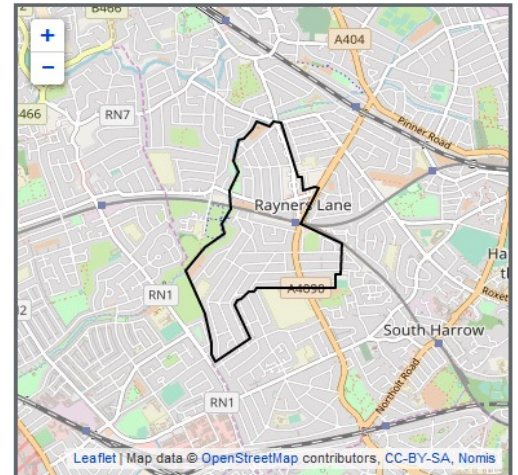 B466
+
−
A404
466
RN7
Pinner Road
Rayners Lane
Ha
th
RN1
A4090
Roxet
South Harrow
RN1
Northolt Road
Leaflet | Map data © OpenStreetMap contributors, CC-BY-SA, Nomis